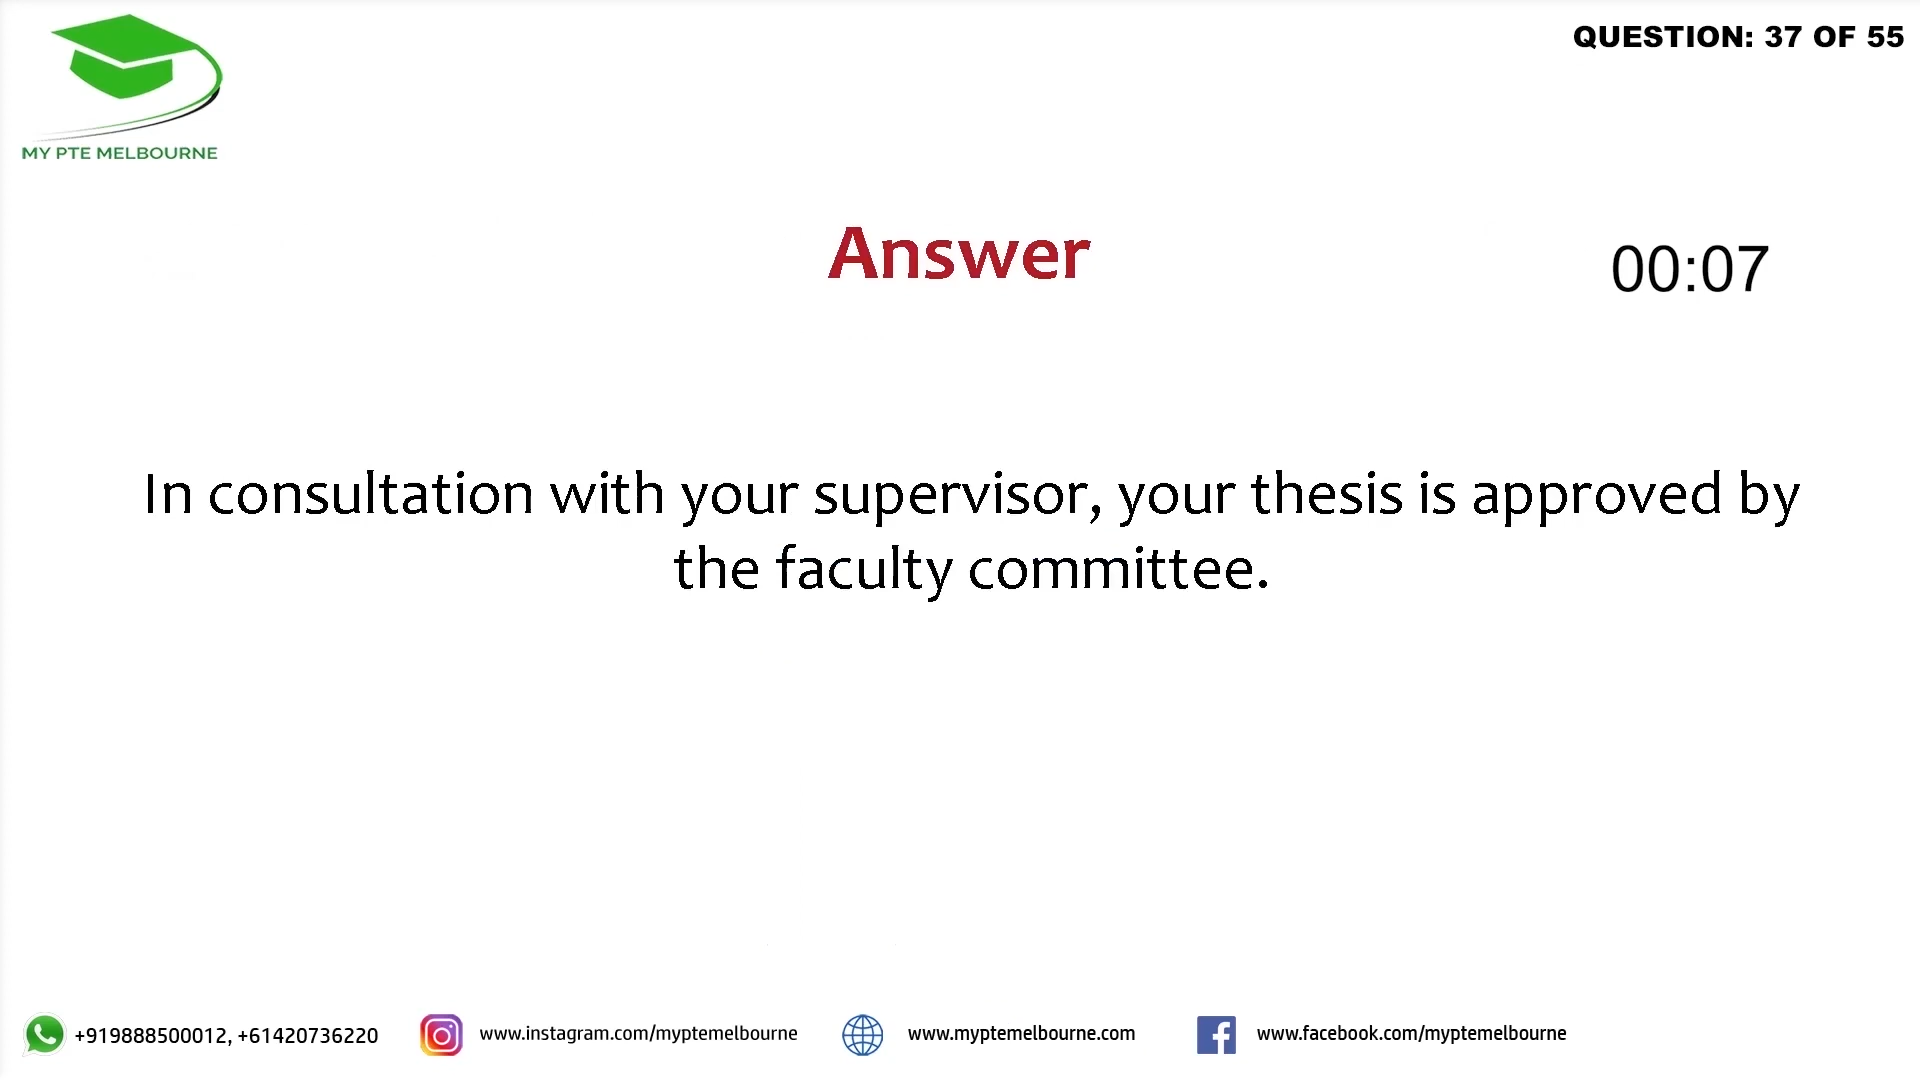 QUESTION: 37 OF 55
MY PTE MELBOURNE
Answer
00:07
In consultation with your supervisor, your thesis is approved by
the faculty committee.
+919888500012, +61420736220
www.instagram.com/myptemelbourne
www.myptemelbourne.com
www.facebook.com/myptemelbourne